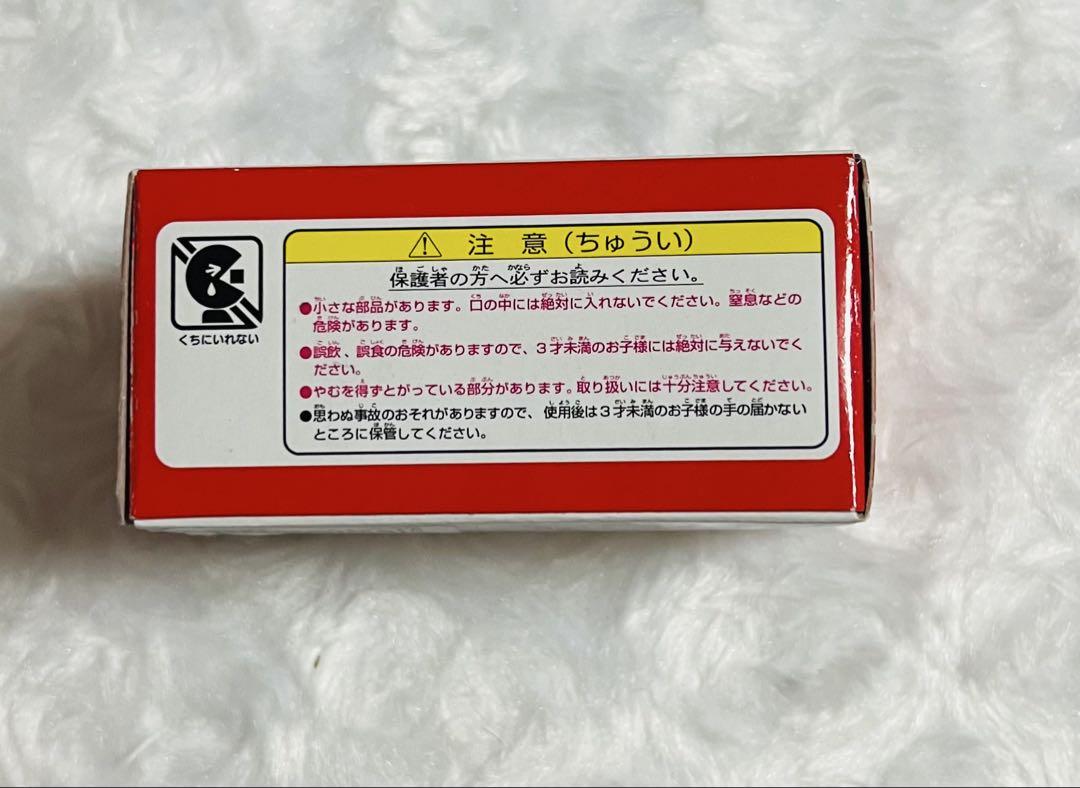 注意(ちゅうい)
保護者の方へ必ずお読みください。
●小さな部品があります。口の中には絶対に入れないでください。窒息などの
危険があります。
●誤飲、誤食の危険がありますので、3才未満のお子様には絶対に与えないでく
ださい。
●やむを得ずとがっている部分があります。取り扱いには十分注意してください。
●思わぬ事故のおそれがありますので、使用後は3才未満のお子様の手の届かない
ところに保管してください。
くちにいれない